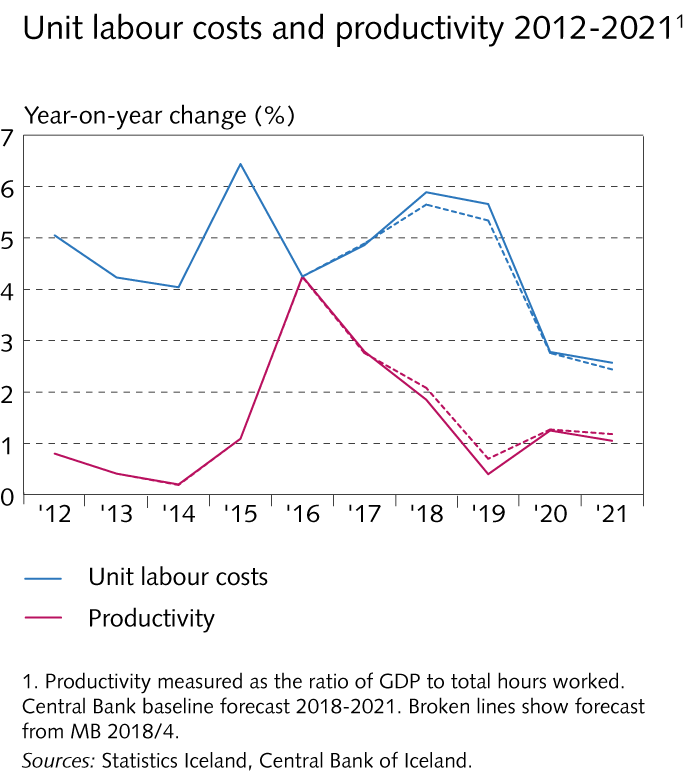 Unit labour costs and productivity 2012-2021¹
Year-on-year change (%)
7
6
5
4
3
2
1
0
'12 '13 '14 '15 '16 '17 '18 '19 '20 '21
Unit labour costs
Productivity
1. Productivity measured as the ratio of GDP to total hours worked.
Central Bank baseline forecast 2018-2021. Broken lines show forecast
from MB 2018/4.
Sources: Statistics Iceland, Central Bank of Iceland.